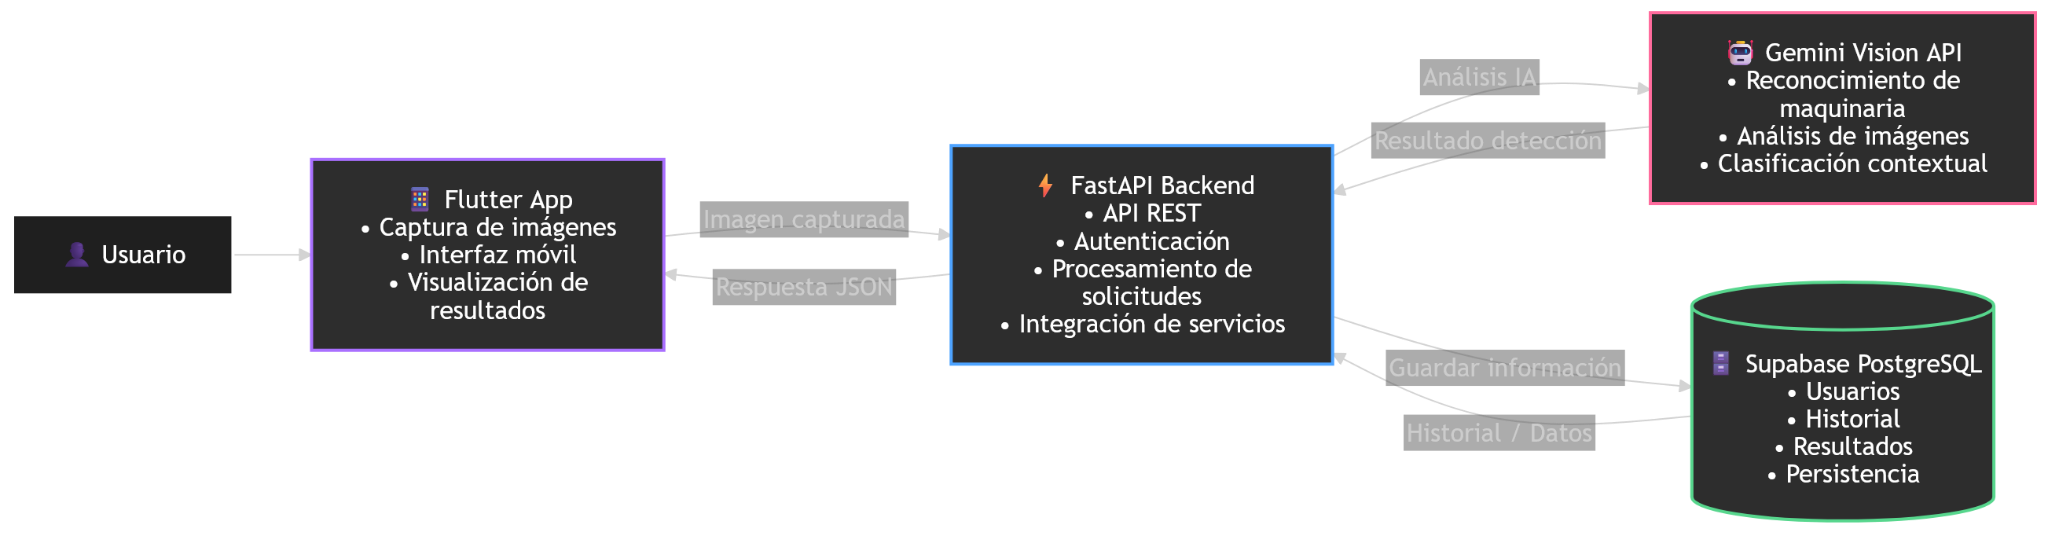 Usuario
Flutter App
• Captura de imágenes
• Interfaz móvil
• Visualización de
resultados
Imagen capturada
Respuesta JSON
FastAPI Backend
• API REST
• Autenticación
• Procesamiento de
solicitudes
• Integración de servicios
Análisis IA
Resultado detección
Gemini Vision API
• Reconocimiento de
maquinaria
• Análisis de imágenes
• Clasificación contextual
Guardar información
Historial / Datos
Supabase PostgreSQL
• Usuarios
• Historial
• Resultados
• Persistencia